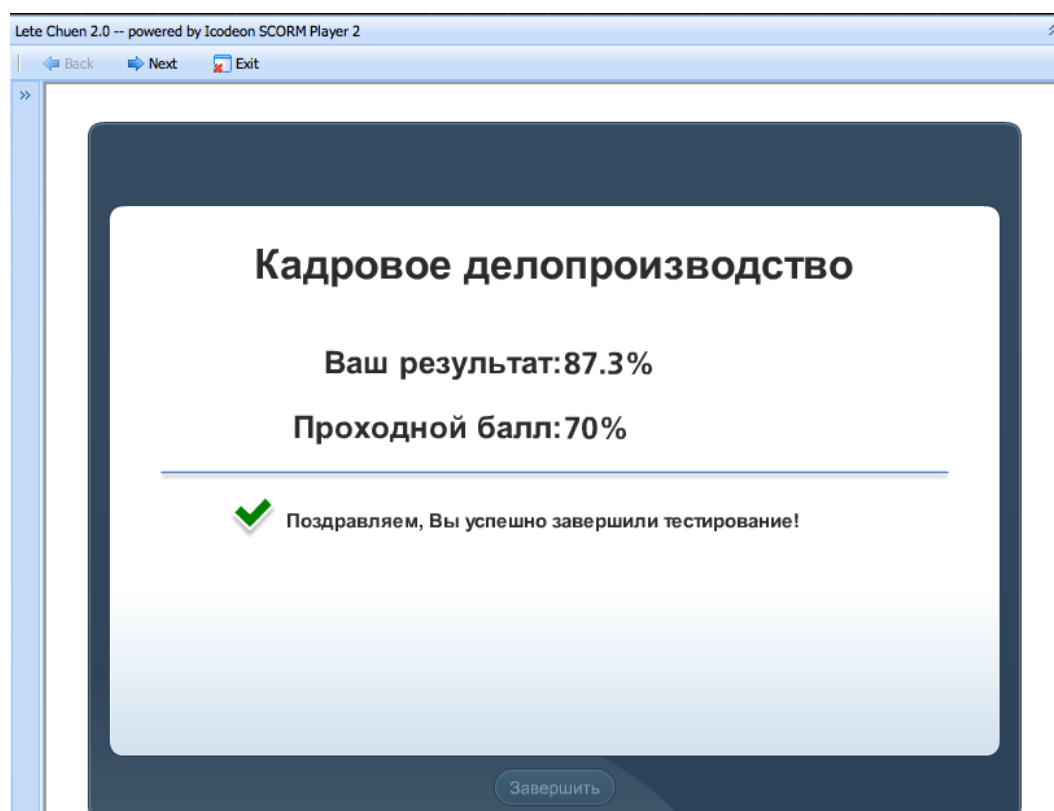 Lete Chuen 2.0 -- powered by Icodeon SCORM Player 2
Back Next Exit
Кадровое делопроизводство
Ваш результат:87.3%
Проходной балл:70%
Поздравляем, Вы успешно завершили тестирование!
Завершить